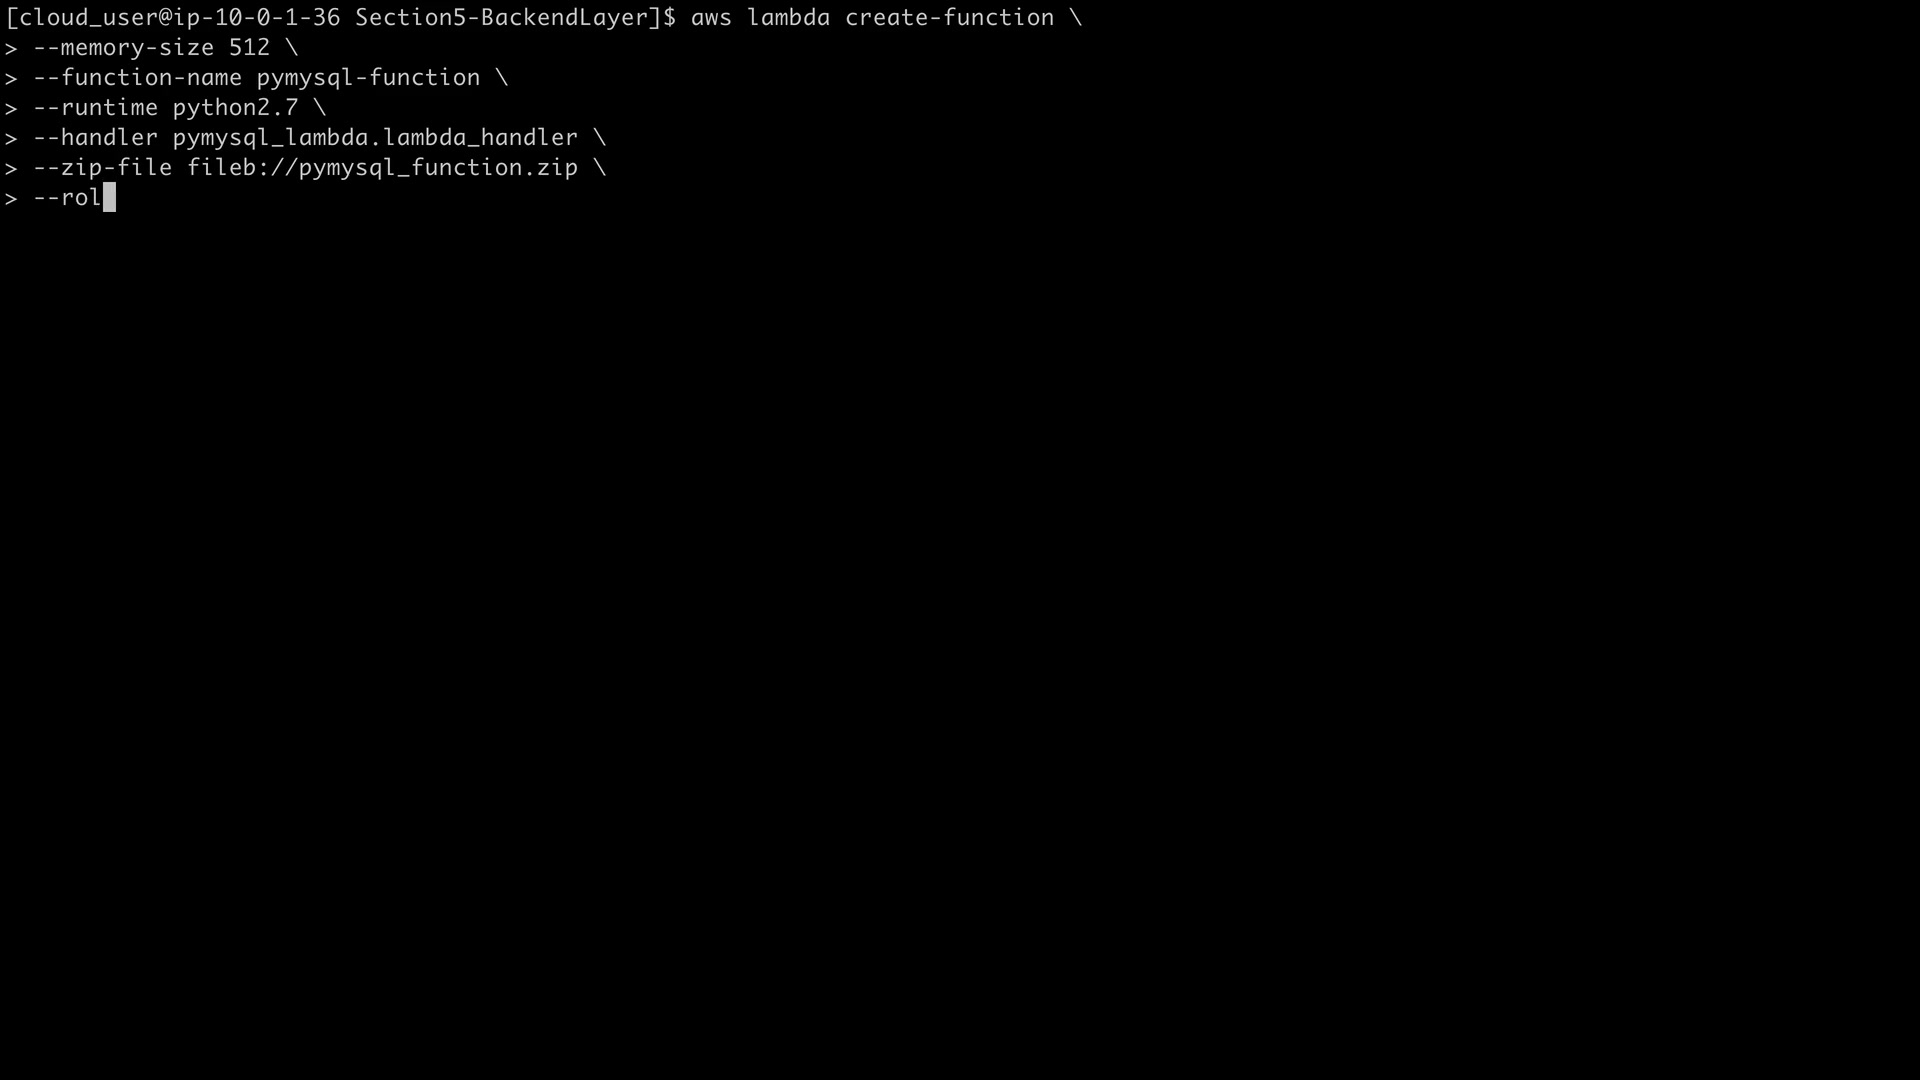 [cloud_user@ip-10-0-1-36 Section5-BackendLayer]$ aws lambda create-function \
> --memory-size 512 \
> --function-name pymysql-function \
> --runtime python2.7 \
> --handler pymysql_lambda.lambda_handler \
> --zip-file fileb://pymysql_function.zip \
> --rol